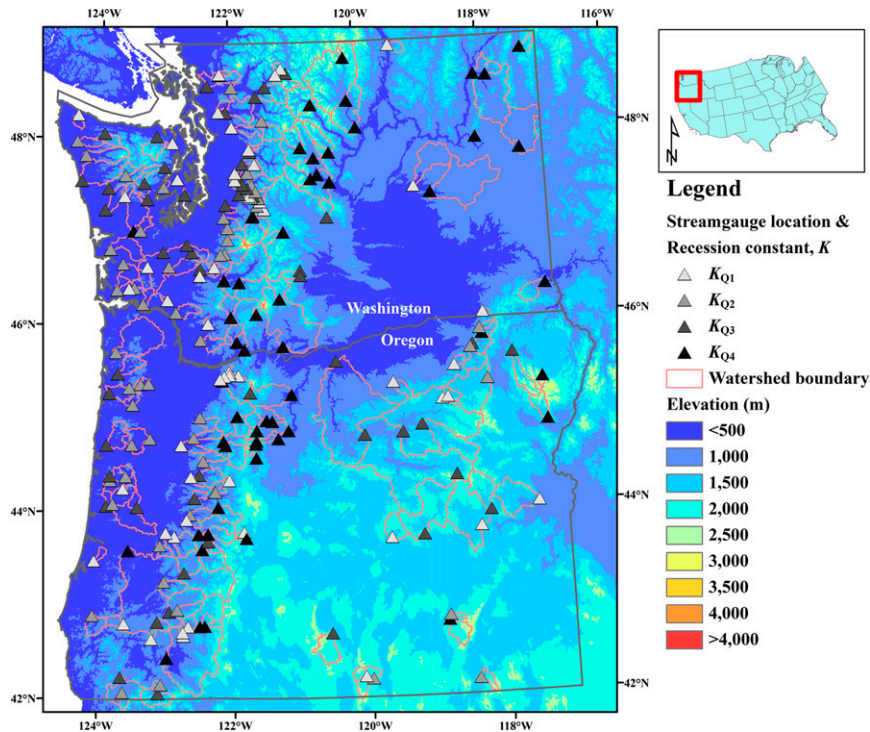 124°W 122°W 120°W 118°W 116°W
48°N
46°N
44°N
42°N
48°N
46°N
44°N
42°N
Washington
Oregon
124°W 122°W 120°W 118°W
N
Legend
Streamgauge location &
Recession constant, K
KQ1
KQ2
KQ3
KQ4
Watershed boundary
Elevation (m)
<500
1,000
1,500
2,000
2,500
3,000
3,500
4,000
>4,000